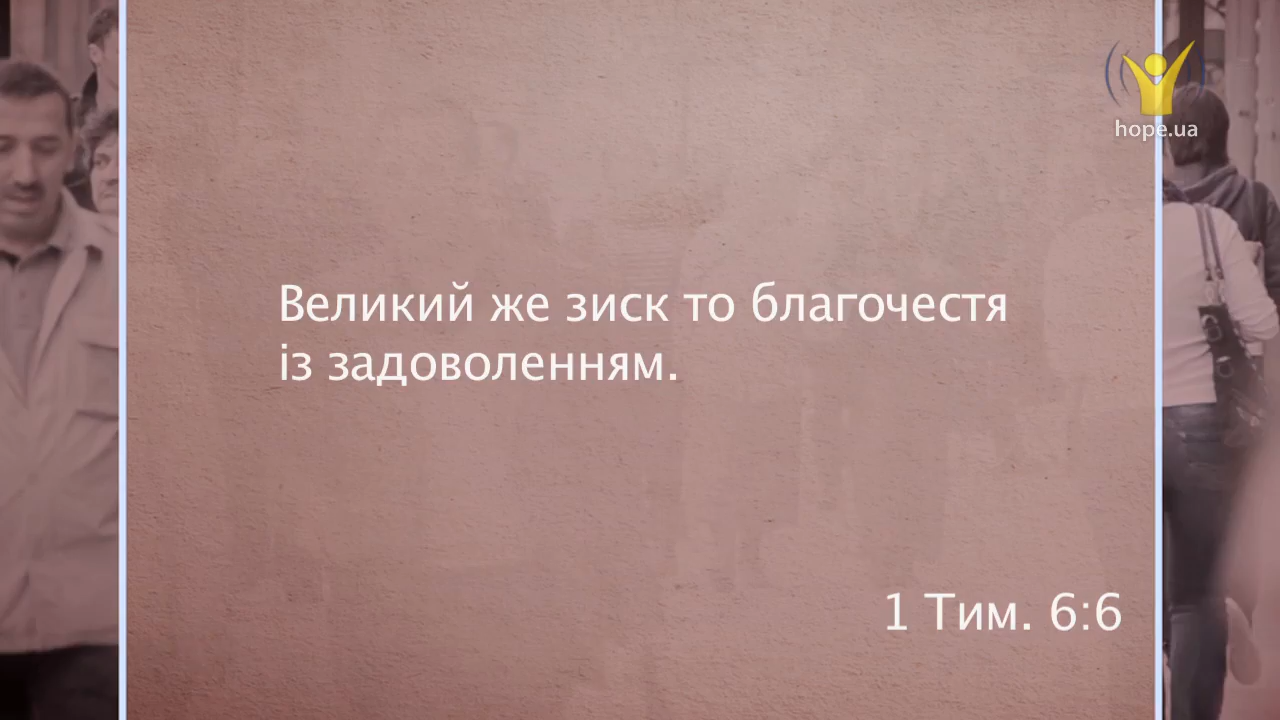 hope.ua
Великий же зиск то благочестя
із задоволенням.
1 Тим. 6:6